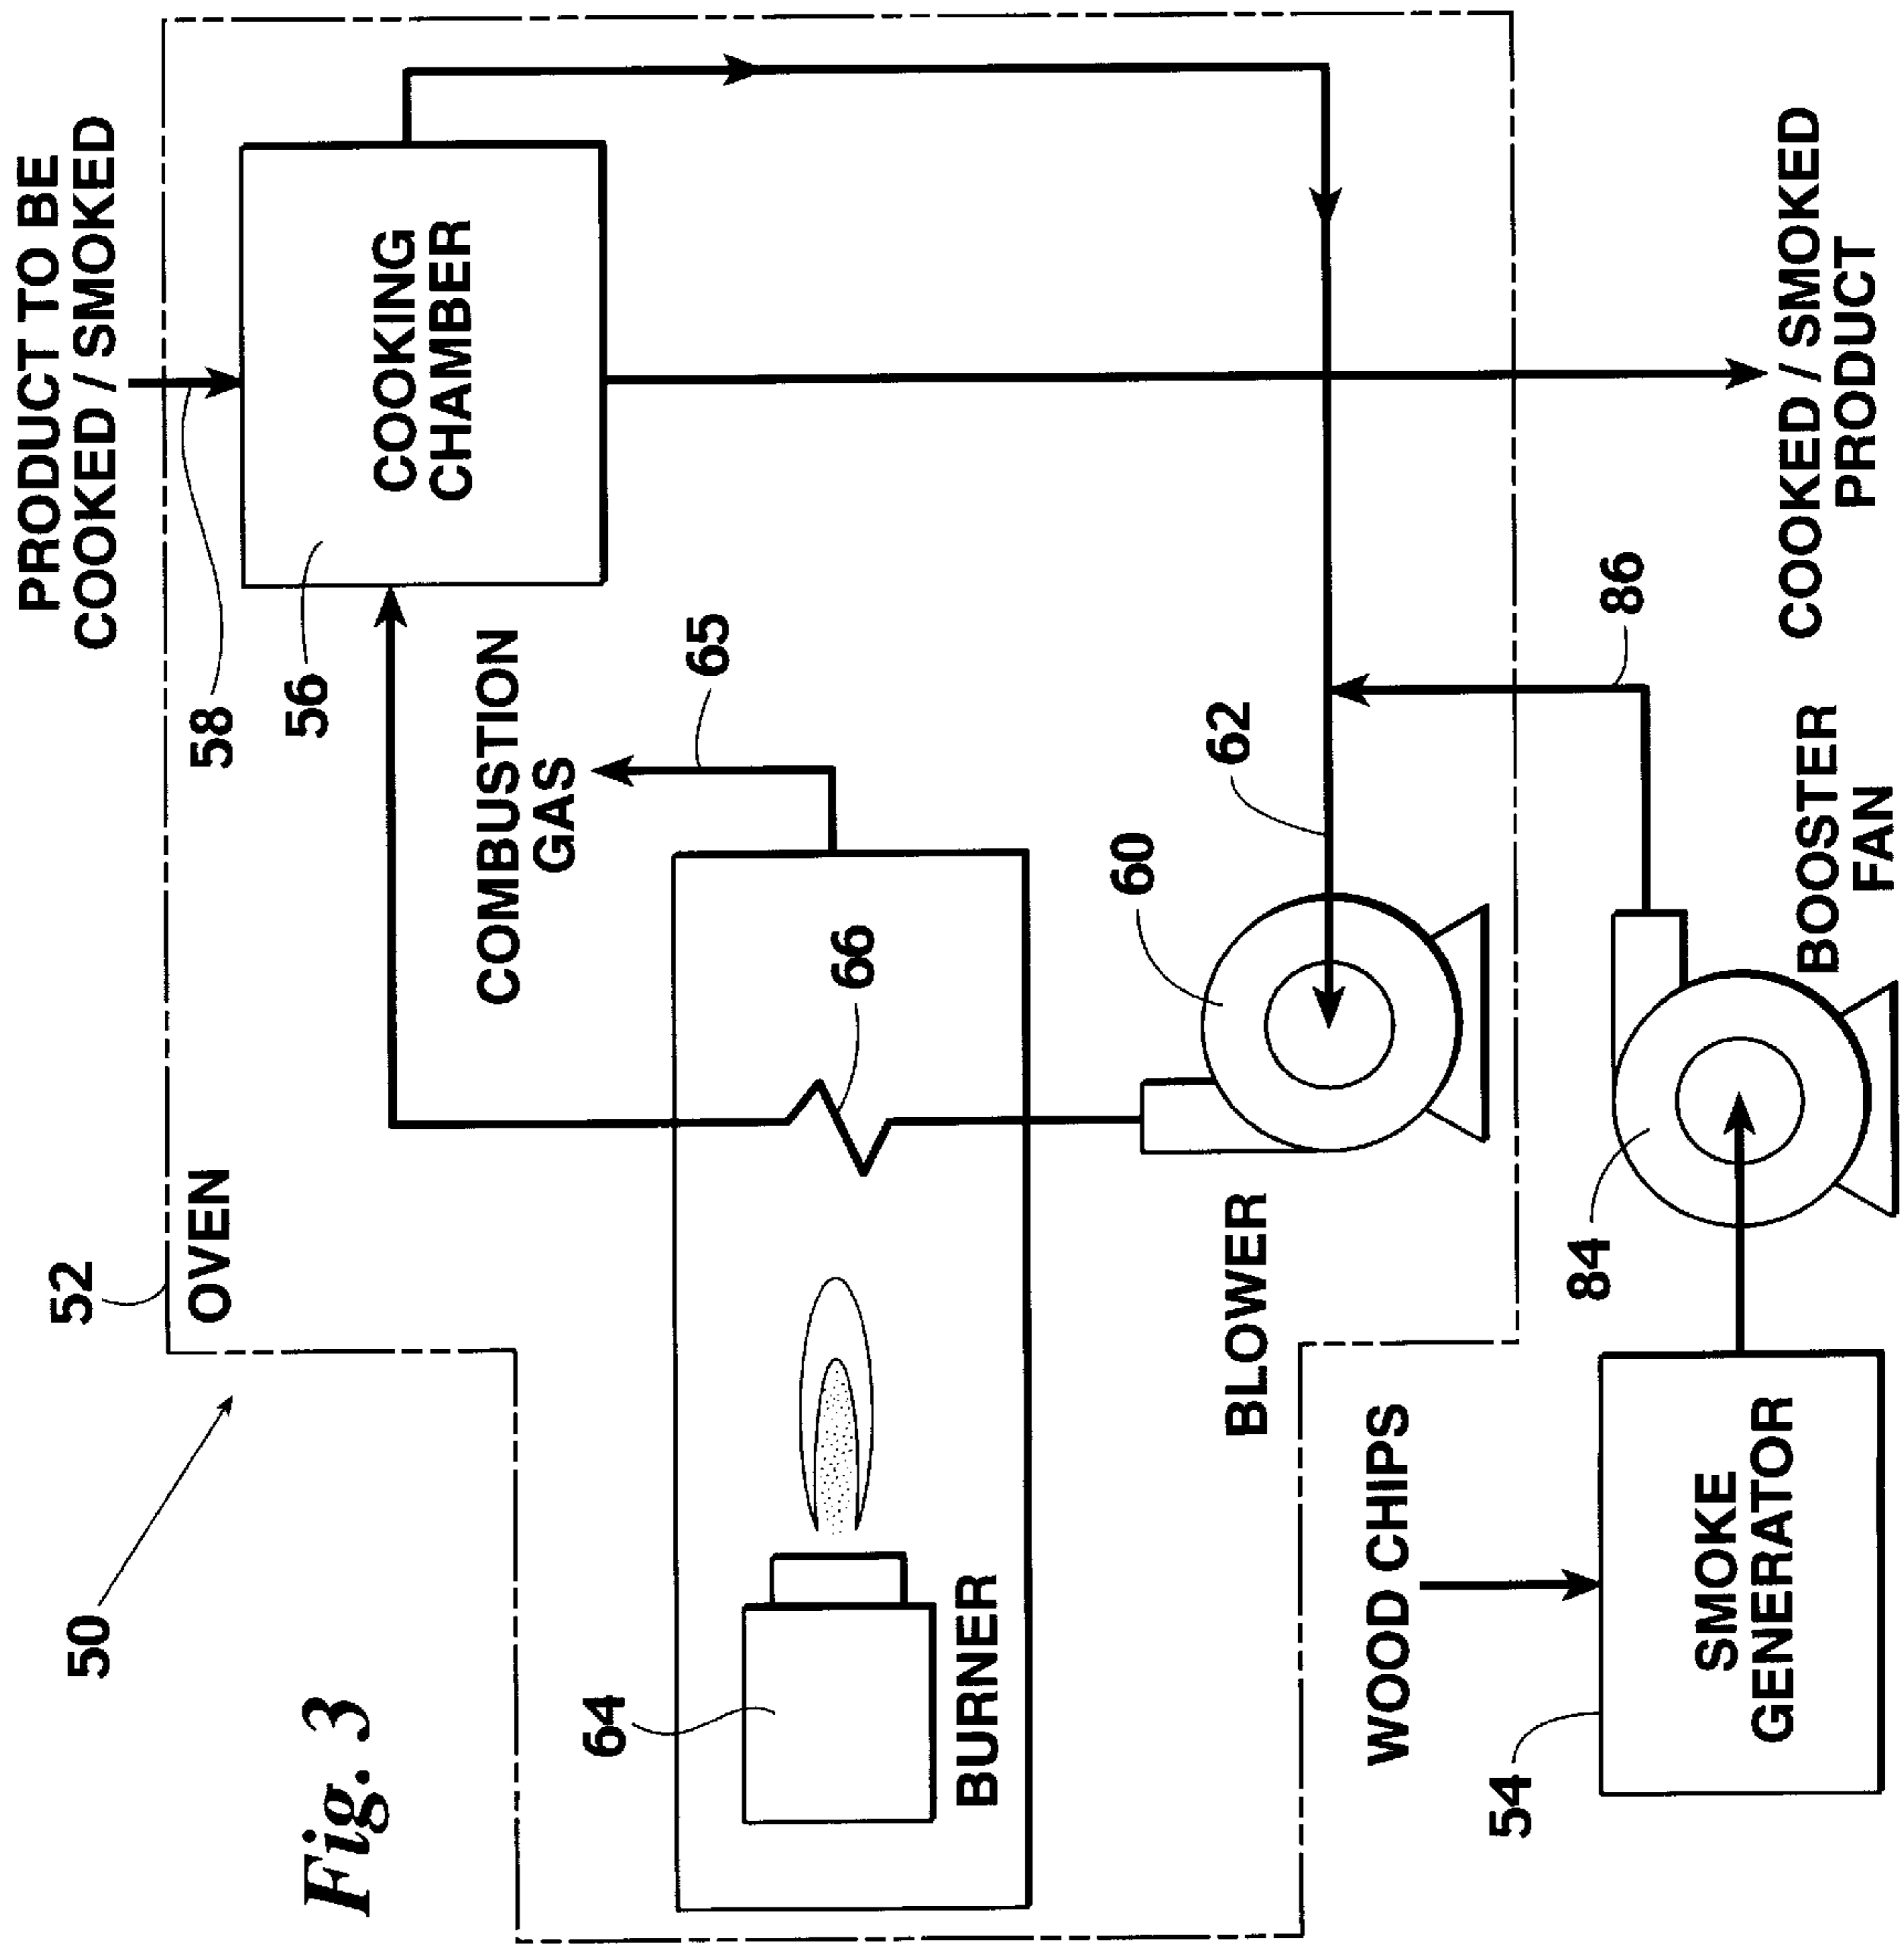 Fig. 3
50
52
OVEN
PRODUCT TO BE
COOKED / SMOKED
58
56
COOKING
CHAMBER
COMBUSTION
GAS
65
66
64
BURNER
60
62
BLOWER
WOOD CHIPS
54
SMOKE
GENERATOR
84
BOOSTER
FAN
86
COOKED / SMOKED
PRODUCT